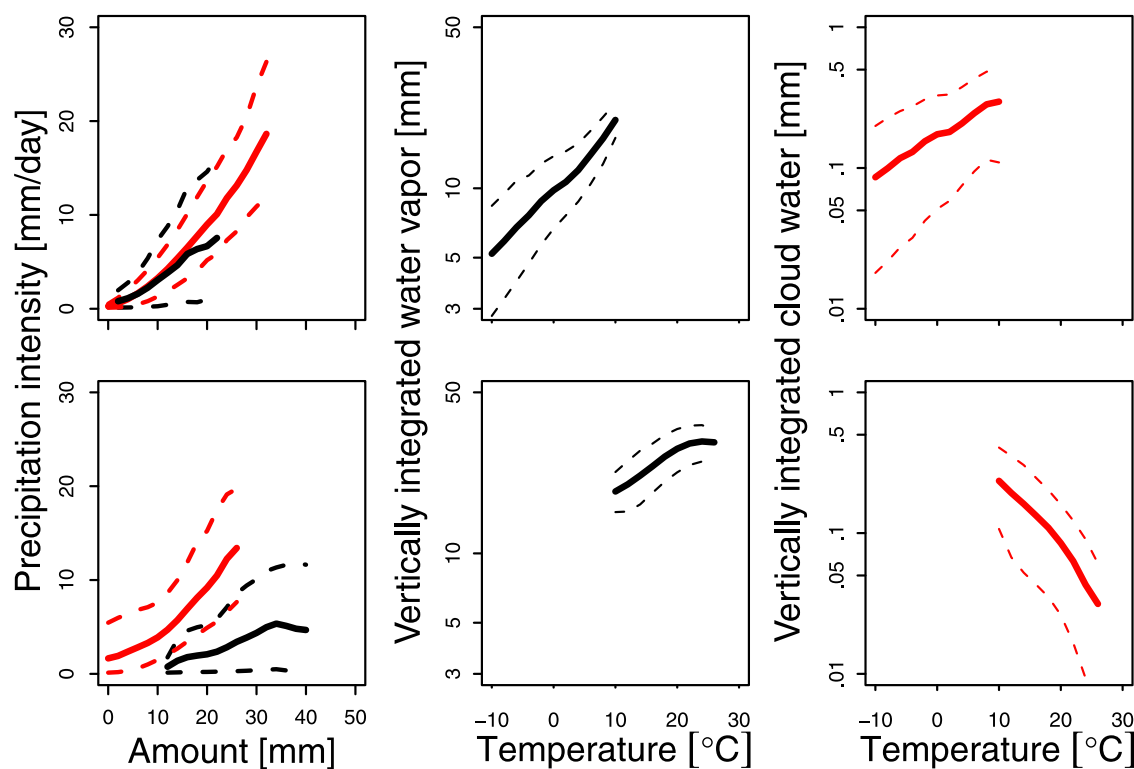 Precipitation intensity [mm/day]
0
10
20
30
0
10
20
30
0 10 20 30 40 50
Amount [mm]
Vertically integrated water vapor [mm]
3
5
10
50
3
5
10
50
−10 0 10 20 30
Temperature [°C]
Vertically integrated cloud water [mm]
.01
.05
.1
.5
1
.01
.05
.1
.5
1
−10 0 10 20 30
Temperature [°C]